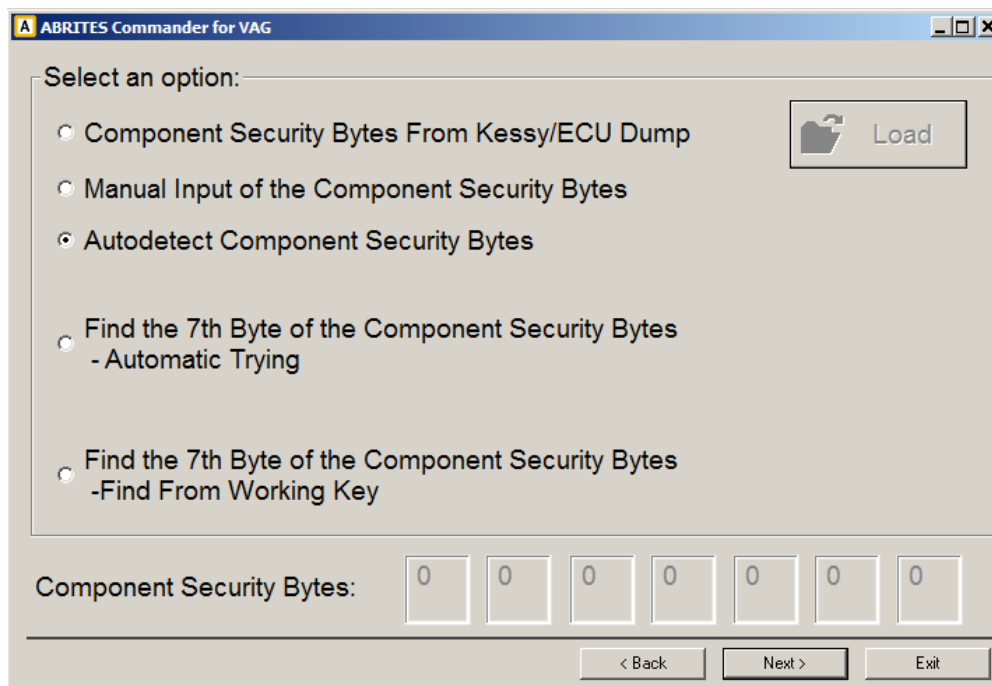 A ABRITES Commander for VAG
Select an option:
Component Security Bytes From Kessy/ECU Dump
Load
Manual Input of the Component Security Bytes
Autodetect Component Security Bytes
Find the 7th Byte of the Component Security Bytes
- Automatic Trying
Find the 7th Byte of the Component Security Bytes
-Find From Working Key
Component Security Bytes: 0 0 0 0 0 0 0
< Back Next > Exit